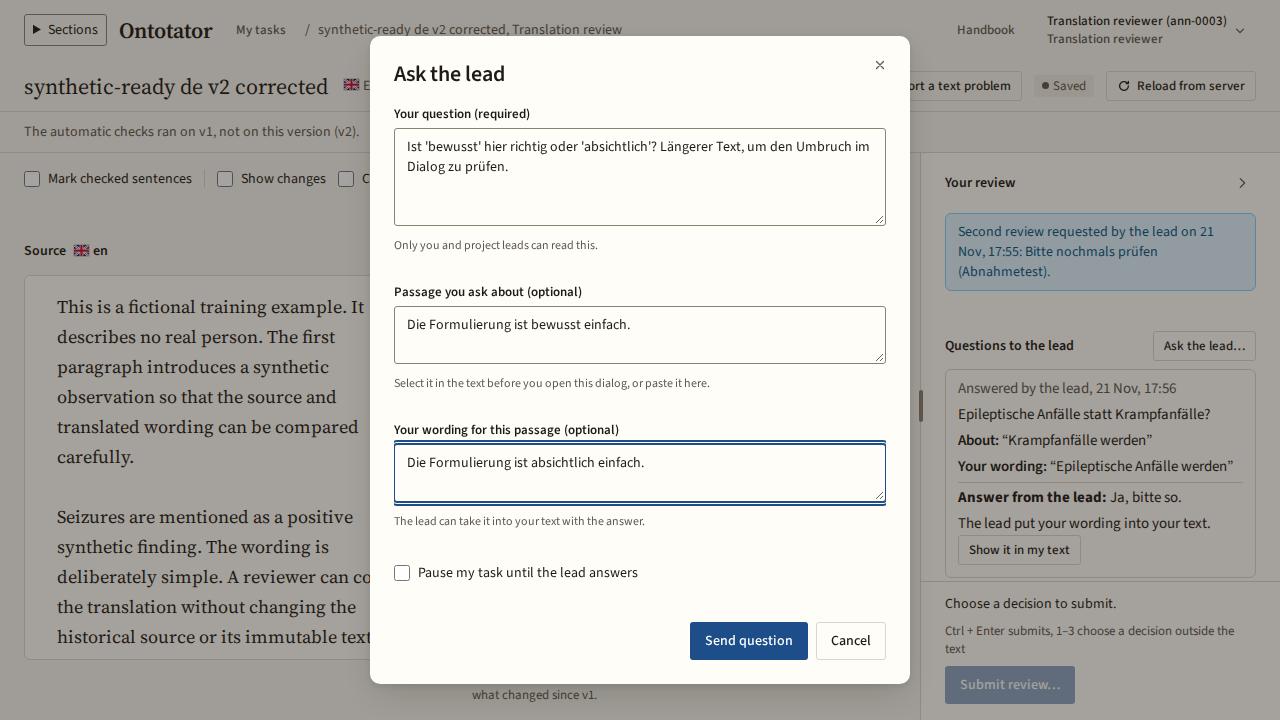 Sections
Ontotator
My tasks
/ synthetic-ready de v2 corrected, Translation review
Handbook
Translation reviewer (ann-0003)
Translation reviewer
synthetic-ready de v2 corrected
ort a text problem
Saved
Reload from server
The automatic checks ran on v1, not on this version (v2).
Mark checked sentences
Show changes
Source en
This is a fictional training example. It
describes no real person. The first
paragraph introduces a synthetic
observation so that the source and
translated wording can be compared
carefully.
Seizures are mentioned as a positive
synthetic finding. The wording is
deliberately simple. A reviewer can co
the translation without changing the
historical source or its immutable text
what changed since v1.
Ask the lead
Your question (required)
Ist 'bewusst' hier richtig oder 'absichtlich'? Längerer Text, um den Umbruch im
Dialog zu prüfen.
Only you and project leads can read this.
Passage you ask about (optional)
Die Formulierung ist bewusst einfach.
Select it in the text before you open this dialog, or paste it here.
Your wording for this passage (optional)
Die Formulierung ist absichtlich einfach.
The lead can take it into your text with the answer.
Pause my task until the lead answers
Send question
Cancel
Your review
Second review requested by the lead on 21
Nov, 17:55: Bitte nochmals prüfen
(Abnahmetest).
Questions to the lead
Ask the lead…
Answered by the lead, 21 Nov, 17:56
Epileptische Anfälle statt Krampfanfälle?
About: “Krampfanfälle werden”
Your wording: “Epileptische Anfälle werden”
Answer from the lead: Ja, bitte so.
The lead put your wording into your text.
Show it in my text
Choose a decision to submit.
Ctrl + Enter submits, 1–3 choose a decision outside the
text
Submit review…